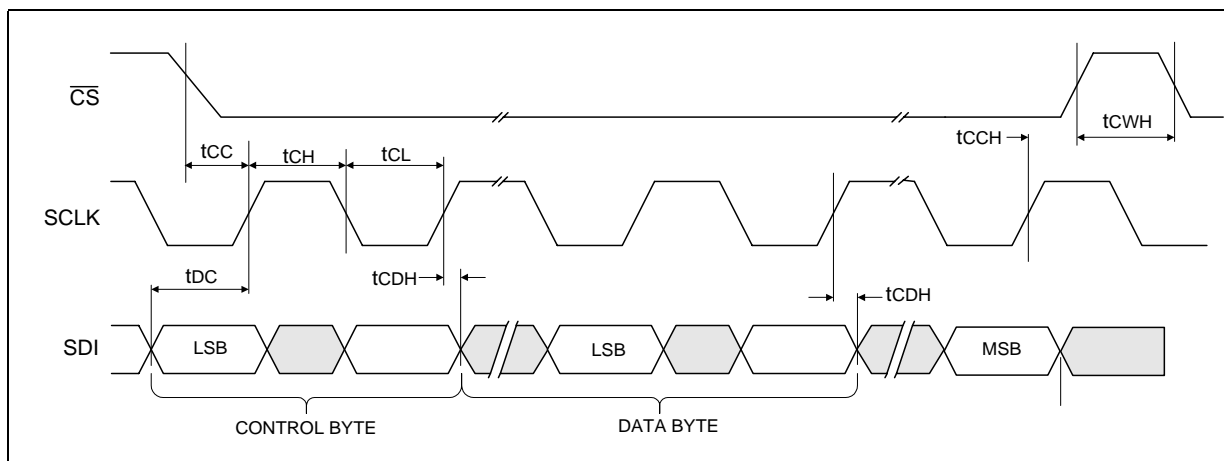 CS
tCC
tCH
tCL
tCCH
tCWH
SCLK
tDC
tCDH
tCDH
SDI
LSB
LSB
MSB
CONTROL BYTE
DATA BYTE